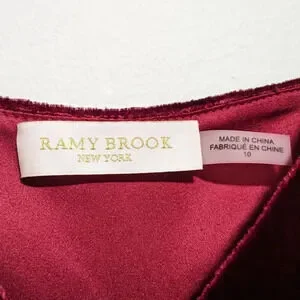 RAMY BROOK
NEW YORK
MADE IN CHINA
FABRIQUÉ EN CHINE
10